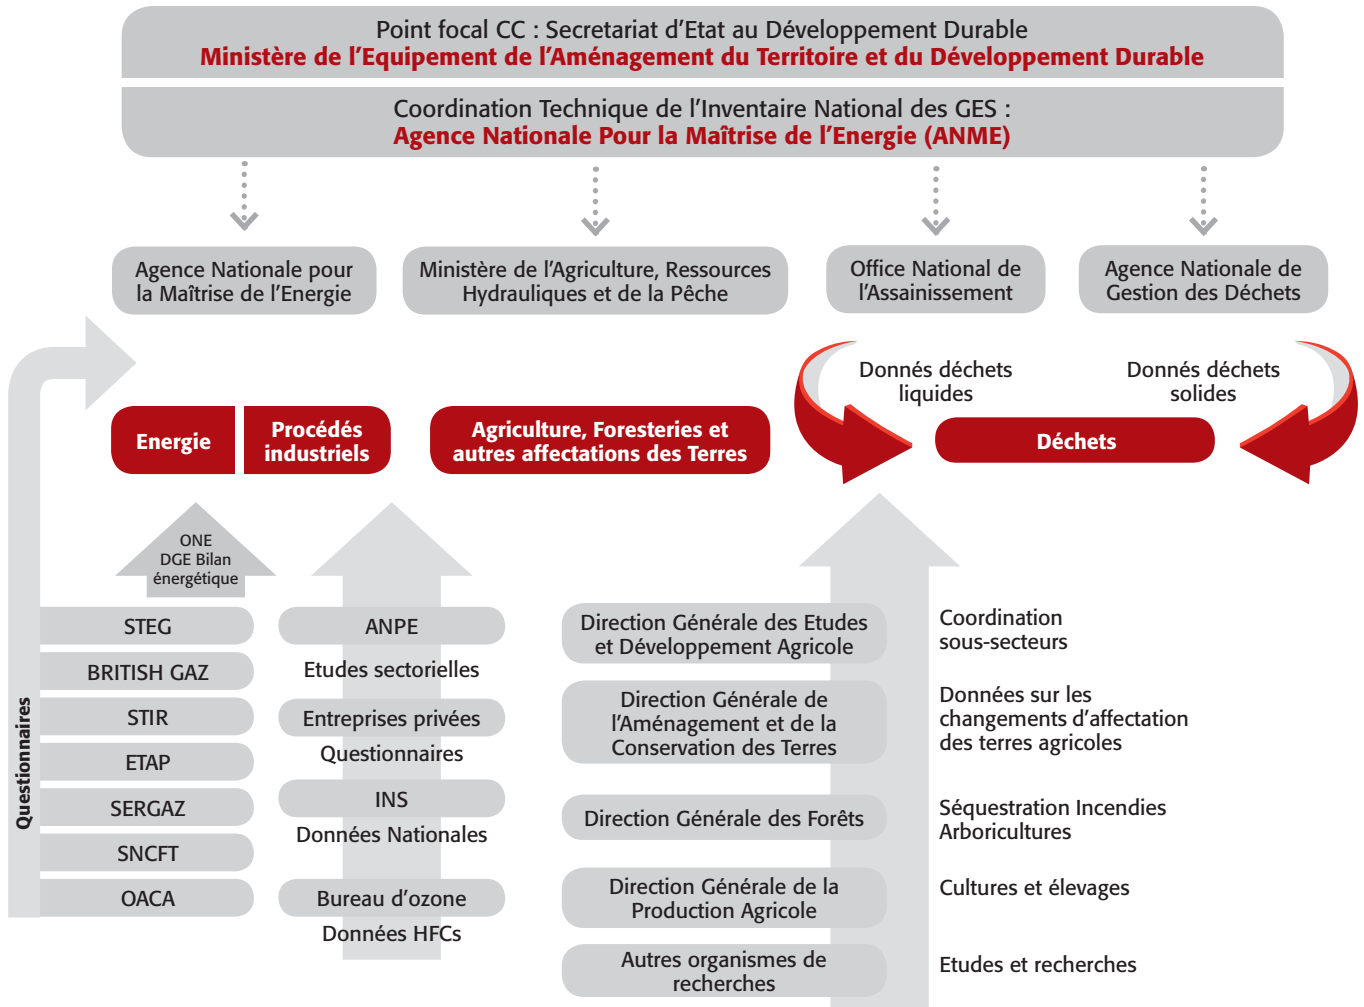 Point focal CC : Secretariat d'Etat au Développement Durable
Ministère de l'Equipement de l'Aménagement du Territoire et du Développement Durable
Coordination Technique de l'Inventaire National des GES :
Agence Nationale Pour la Maîtrise de l'Energie (ANME)
Agence Nationale pour
la Maîtrise de l'Energie
Ministère de l'Agriculture, Ressources
Hydrauliques et de la Pêche
Office National de
l'Assainissement
Agence Nationale de
Gestion des Déchets
Donnés déchets
liquides
Donnés déchets
solides
Energie
Procédés
industriels
Agriculture, Foresteries et
autres affectations des Terres
Déchets
ONE
DGE Bilan
énergétique
Questionnaires
STEG
BRITISH GAZ
STIR
ETAP
SERGAZ
SNCFT
OACA
ANPE
Etudes sectorielles
Entreprises privées
Questionnaires
INS
Données Nationales
Bureau d'ozone
Données HFCs
Direction Générale des Etudes
et Développement Agricole
Coordination
sous-secteurs
Direction Générale de
l'Aménagement et de la
Conservation des Terres
Données sur les
changements d'affectation
des terres agricoles
Direction Générale des Forêts
Séquestration Incendies
Arboricultures
Direction Générale de la
Production Agricole
Cultures et élevages
Autres organismes de
recherches
Etudes et recherches